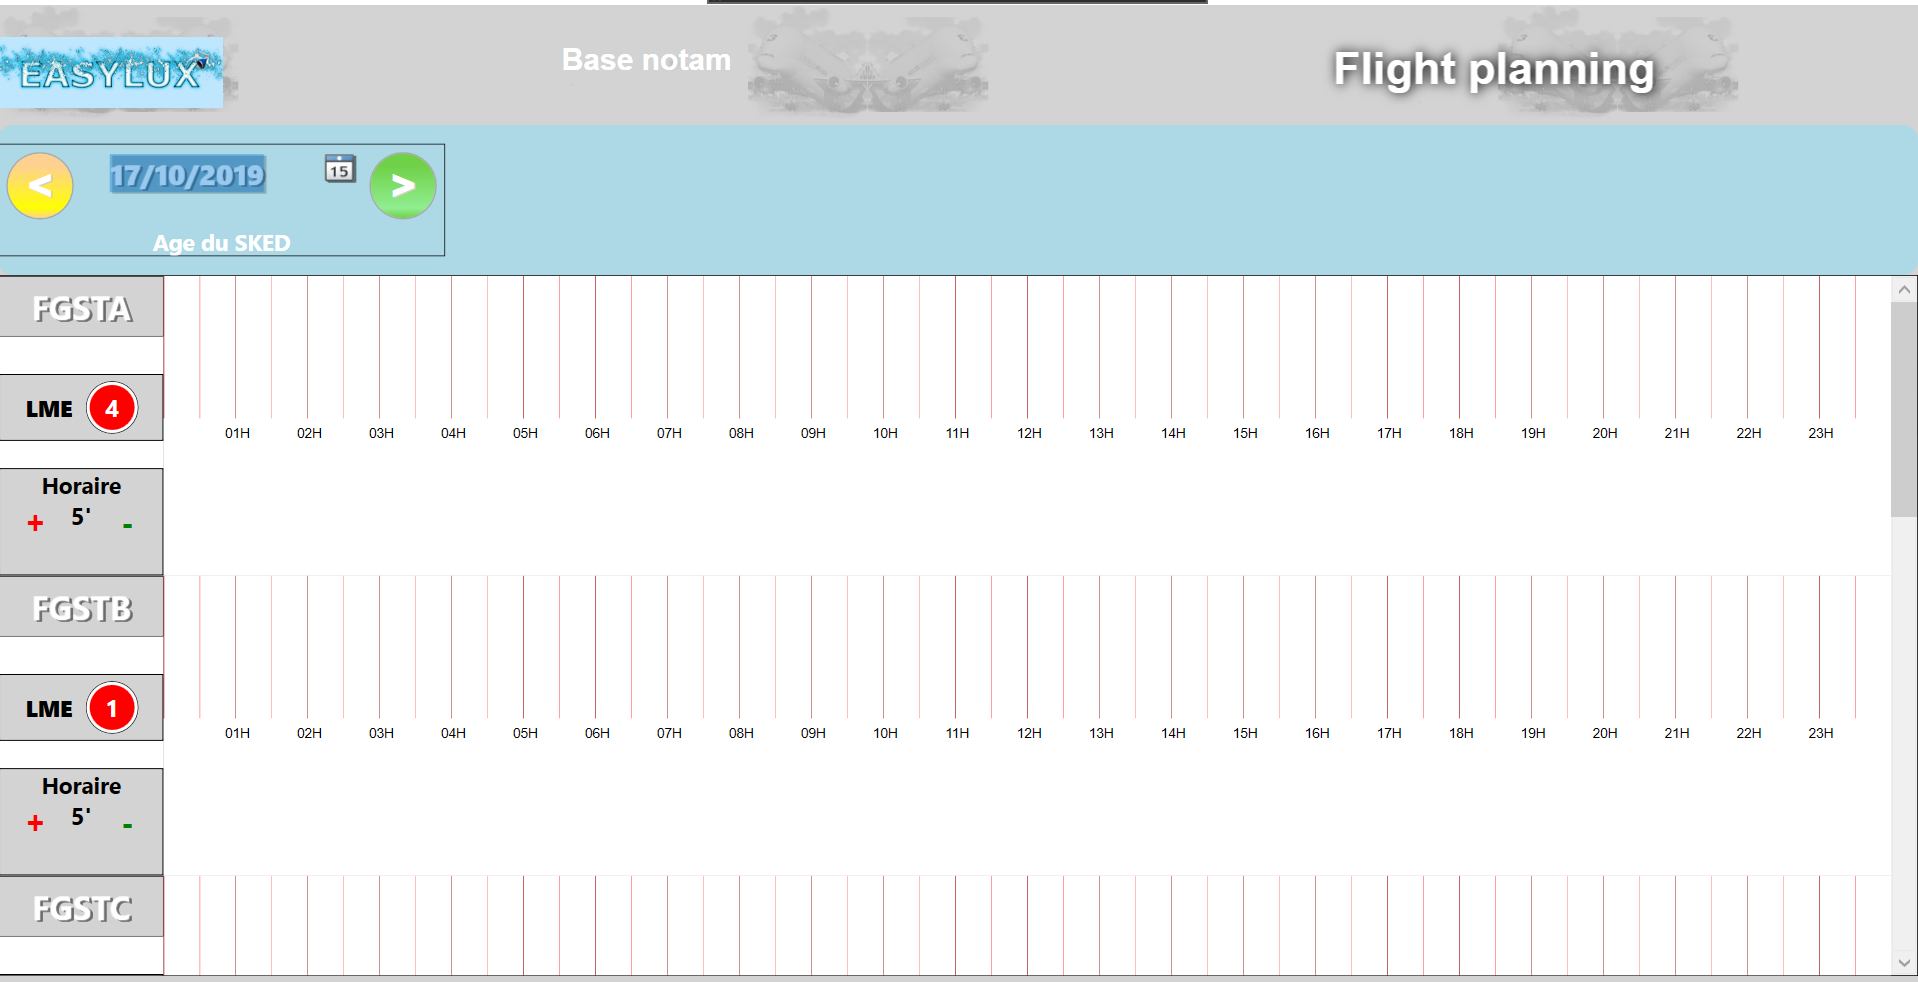 EASYLUX
Base notam
Flight planning
<
17/10/2019
15
>
Age du SKED
FGSTA
LME 4
01H 02H 03H 04H 05H 06H 07H 08H 09H 10H 11H 12H 13H 14H 15H 16H 17H 18H 19H 20H 21H 22H 23H
Horaire
+ 5' -
FGSTB
LME 1
01H 02H 03H 04H 05H 06H 07H 08H 09H 10H 11H 12H 13H 14H 15H 16H 17H 18H 19H 20H 21H 22H 23H
Horaire
+ 5' -
FGSTC